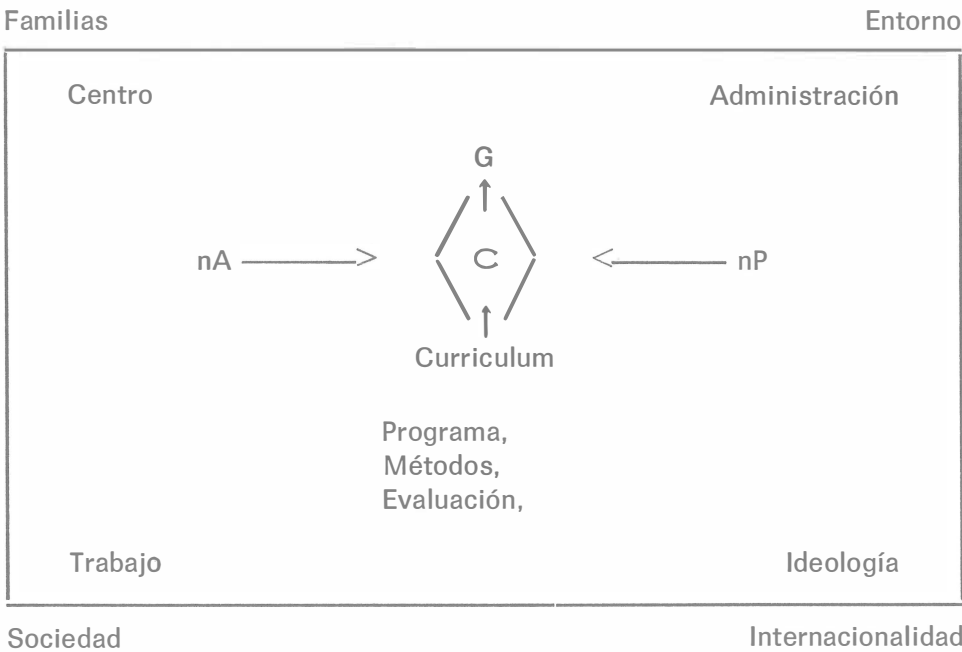 Familias Entorno
Centro Administración
G
nA C nP
Curriculum
Programa,
Métodos,
Evaluación,
Trabajo Ideología
Sociedad Internacionalidad